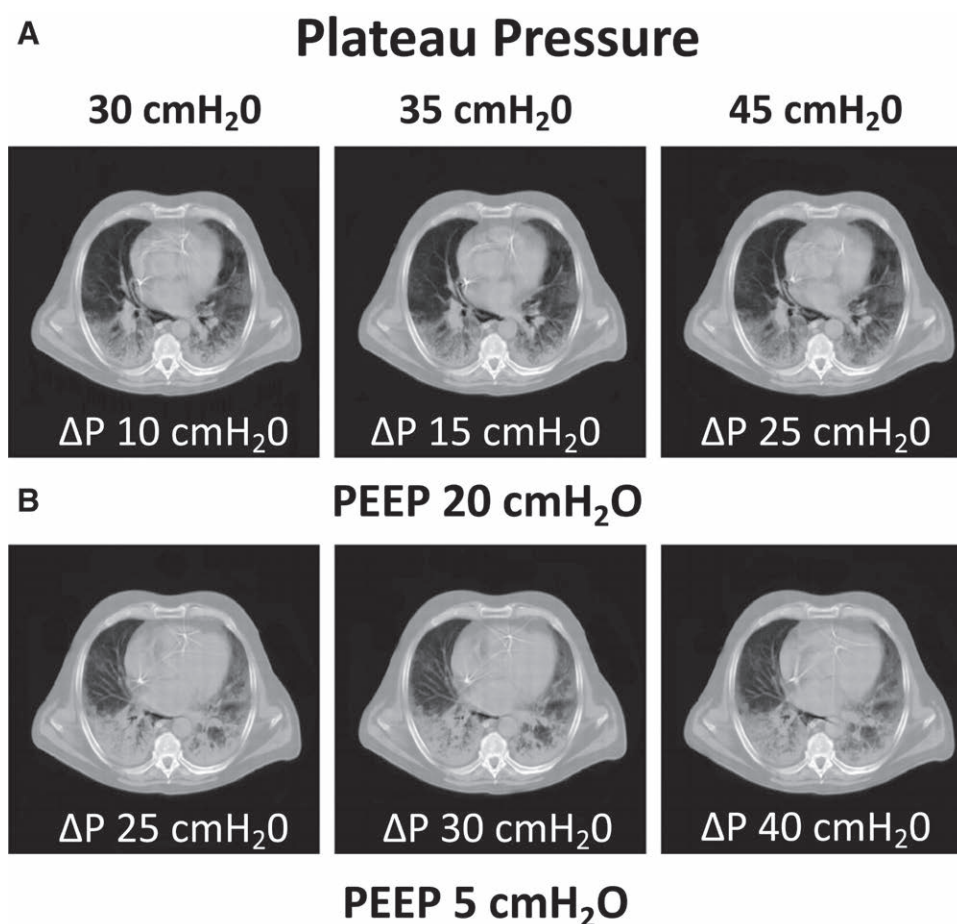 A
Plateau Pressure
30 cmH₂0 35 cmH₂0 45 cmH₂0
ΔP 10 cmH₂0 ΔP 15 cmH₂0 ΔP 25 cmH₂0
B
PEEP 20 cmH₂O
ΔP 25 cmH₂0 ΔP 30 cmH₂0 ΔP 40 cmH₂0
PEEP 5 cmH₂O